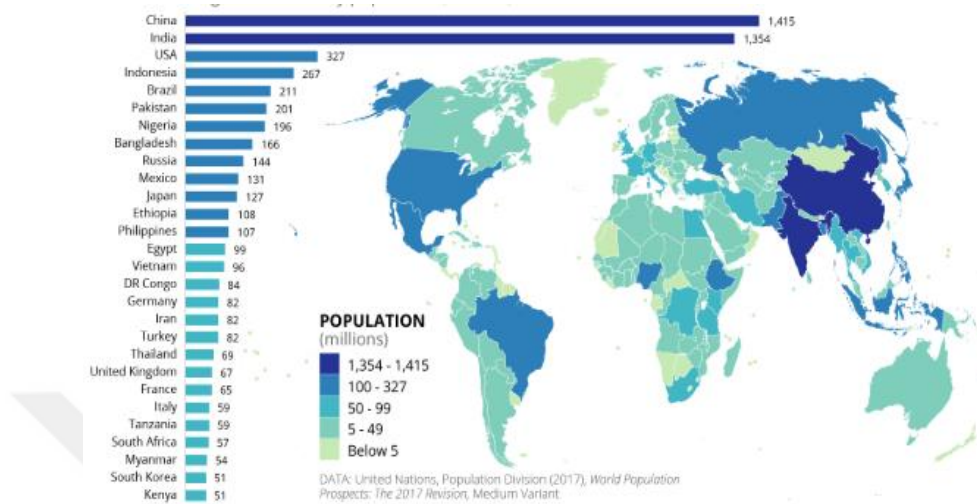 China 1,415
India 1,354
USA 327
Indonesia 267
Brazil 211
Pakistan 201
Nigeria 196
Bangladesh 166
Russia 144
Mexico 131
Japan 127
Ethiopia 108
Philippines 107
Egypt 99
Vietnam 96
DR Congo 84
Germany 82
Iran 82
Turkey 82
Thailand 69
United Kingdom 67
France 65
Italy 59
Tanzania 59
South Africa 57
Myanmar 54
South Korea 51
Kenya 51
POPULATION
(millions)
1,354 - 1,415
100 - 327
50 - 99
5 - 49
Below 5
DATA: United Nations, Population Division (2017), World Population
Prospects: The 2017 Revision, Medium Variant